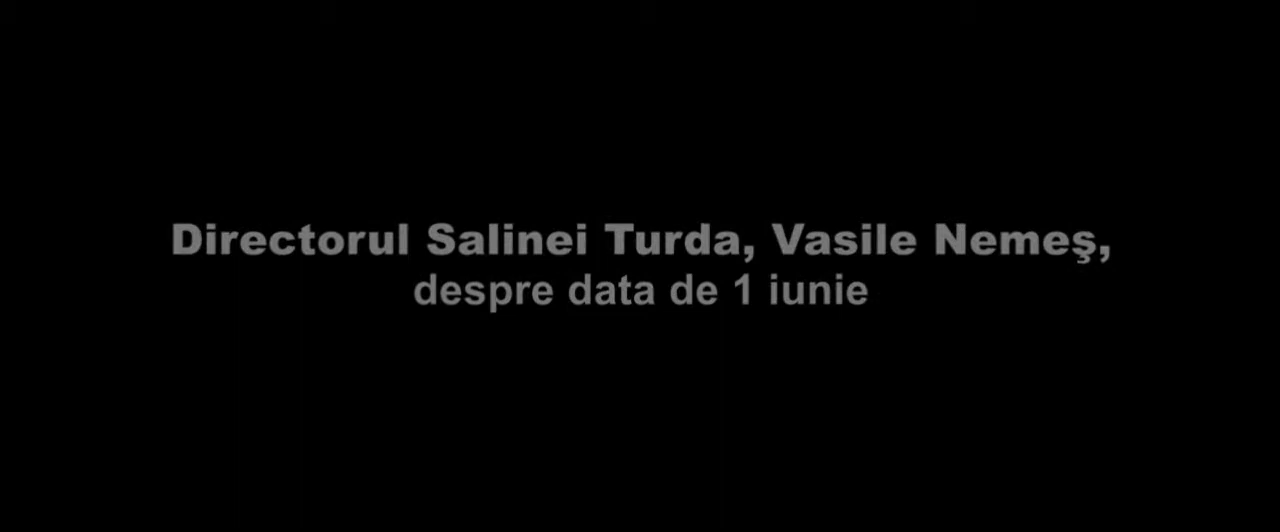 Directorul Salinei Turda, Vasile Nemeş,
despre data de 1 iunie